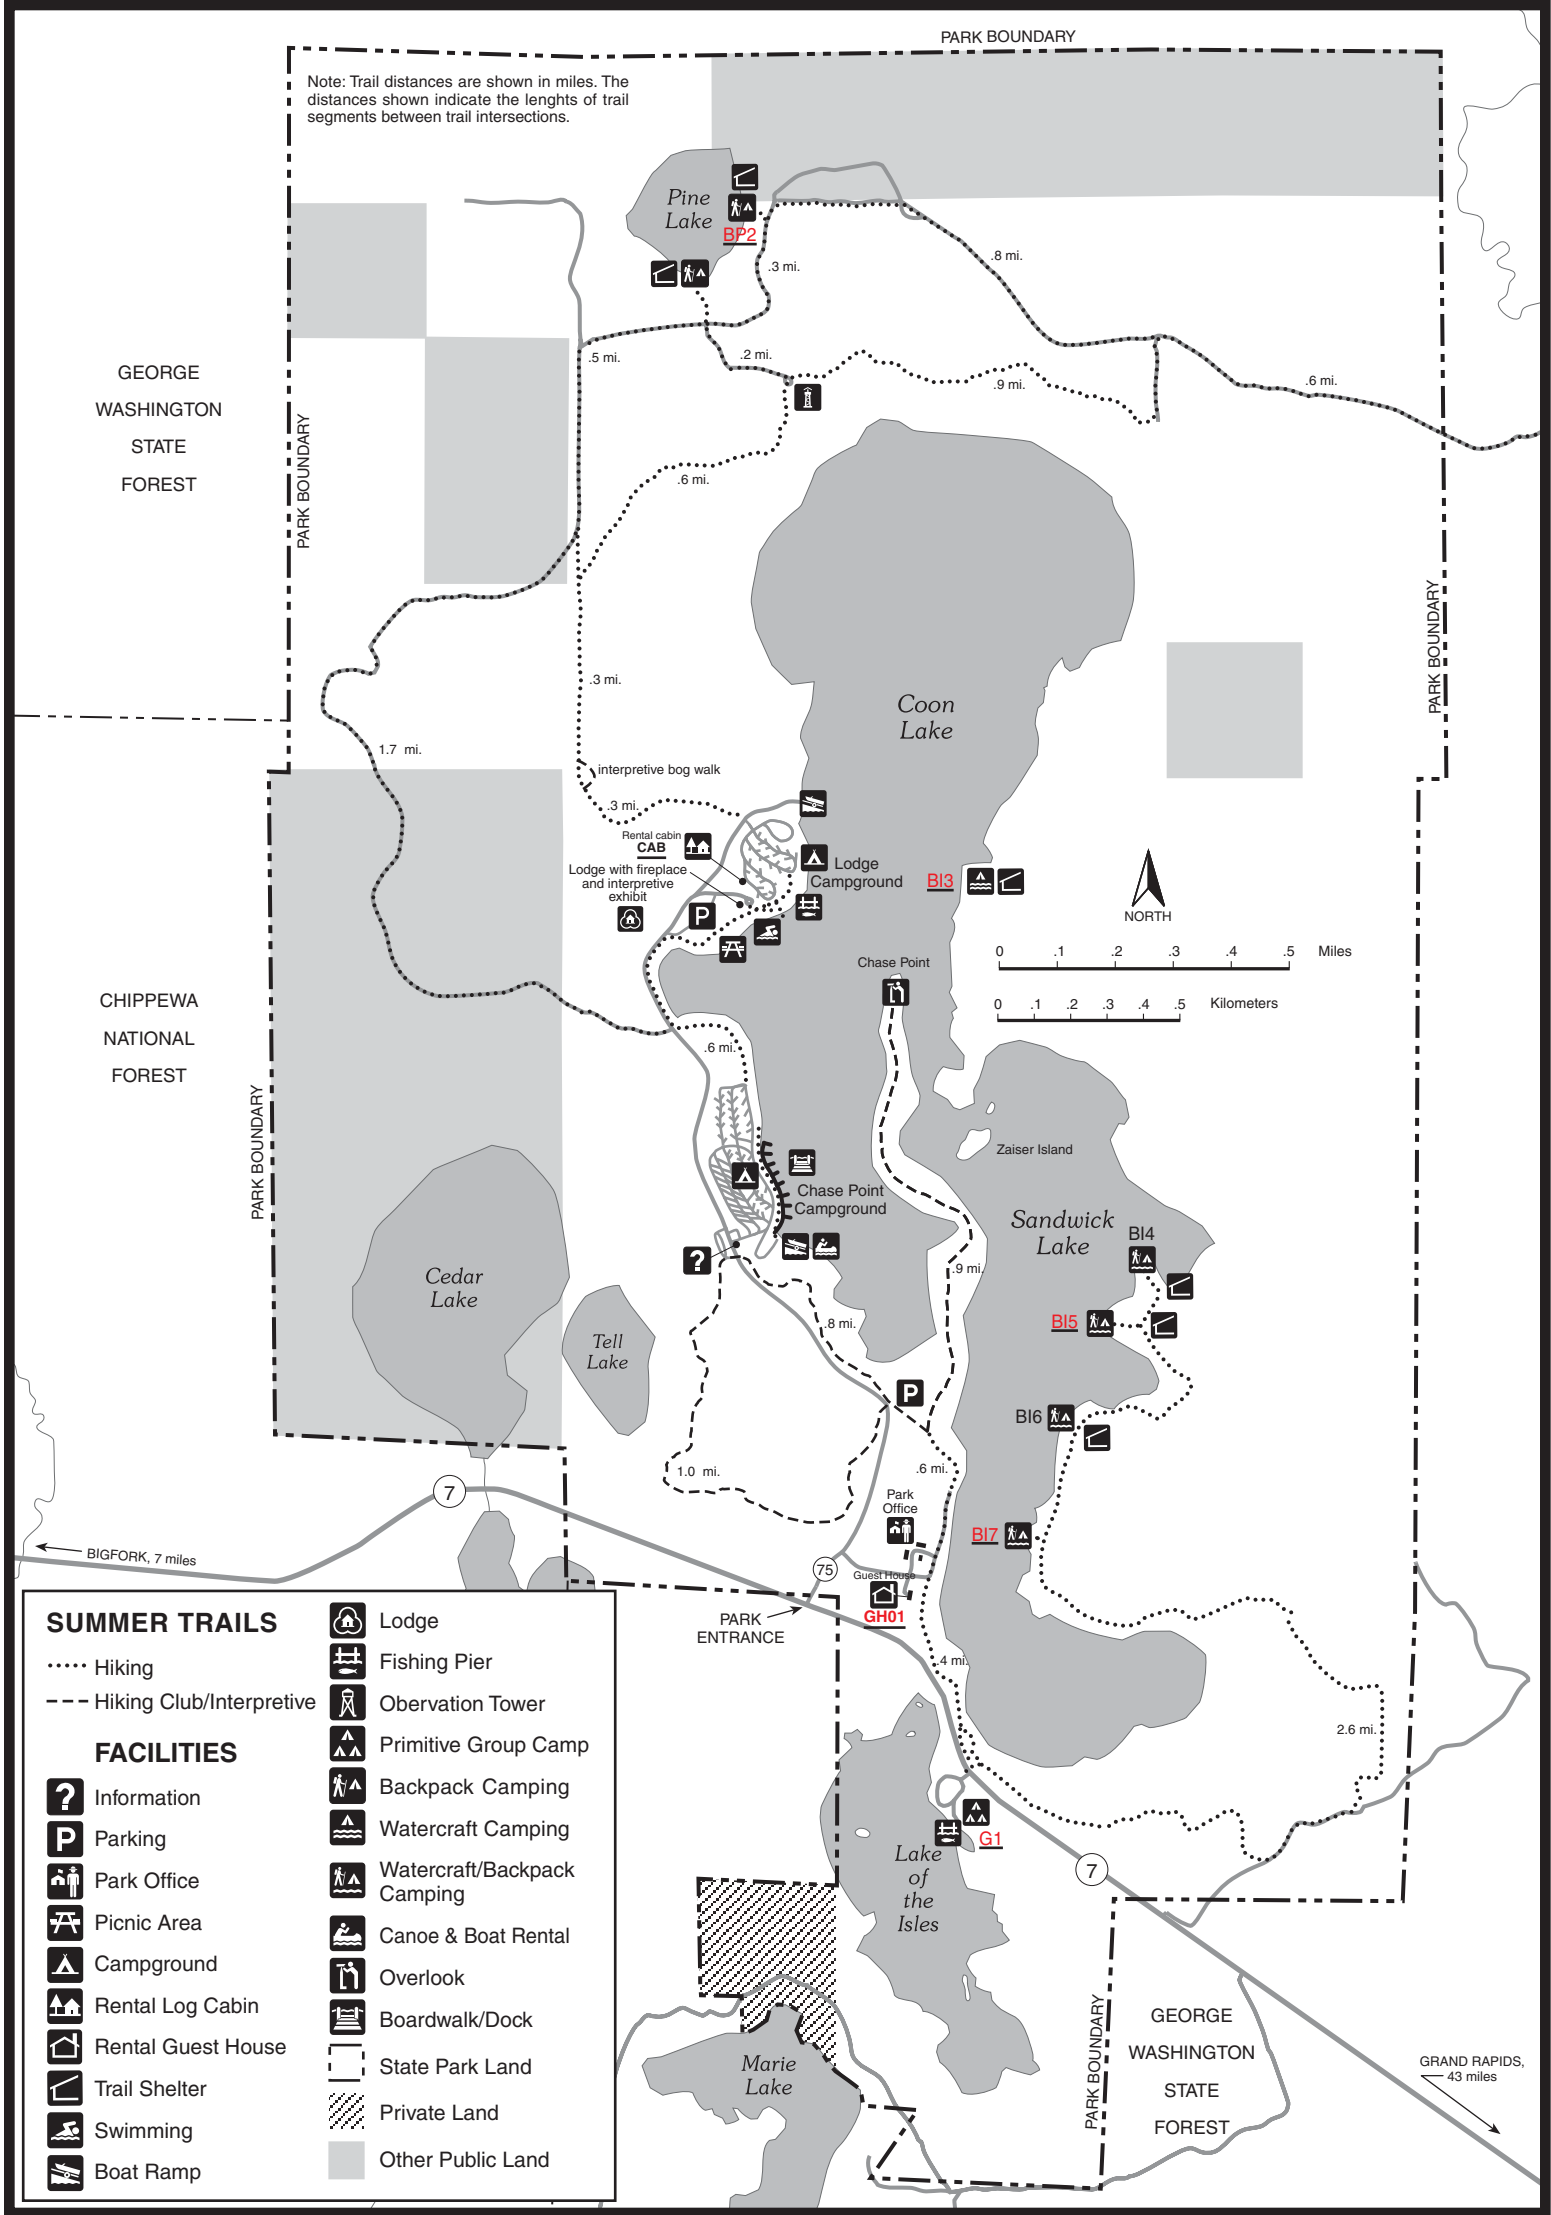 PARK BOUNDARY
Note: Trail distances are shown in miles. The
distances shown indicate the lenghts of trail
segments between trail intersections.
Pine
Lake
BP2
.3 mi.
.8 mi.
.5 mi.
.2 mi.
.9 mi.
.6 mi.
GEORGE
WASHINGTON
STATE
FOREST
PARK BOUNDARY
.6 mi.
PARK BOUNDARY
.3 mi.
Coon
Lake
1.7 mi.
interpretive bog walk
.3 mi.
Rental cabin
CAB
Lodge with fireplace
and interpretive
exhibit
P
Lodge
Campground
BI3
NORTH
0 .1 .2 .3 .4 .5 Miles
0 .1 .2 .3 .4 .5 Kilometers
Chase Point
CHIPPEWA
NATIONAL
FOREST
.6 mi.
PARK BOUNDARY
Zaiser Island
Chase Point
Campground
Sandwick
Lake
BI4
?
.9 mi.
Cedar
Lake
.8 mi.
BI5
Tell
Lake
P
BI6
1.0 mi.
.6 mi.
7
Park
Office
BI7
BIGFORK, 7 miles
75
Guest House
GH01
PARK
ENTRANCE
.4 mi.
2.6 mi.
G1
Lake
of
the
Isles
7
Marie
Lake
PARK BOUNDARY
GEORGE
WASHINGTON
STATE
FOREST
GRAND RAPIDS,
43 miles
SUMMER TRAILS
Hiking
Hiking Club/Interpretive
FACILITIES
? Information
P Parking
Park Office
Picnic Area
Campground
Rental Log Cabin
Rental Guest House
Trail Shelter
Swimming
Boat Ramp
Lodge
Fishing Pier
Obervation Tower
Primitive Group Camp
Backpack Camping
Watercraft Camping
Watercraft/Backpack
Camping
Canoe & Boat Rental
Overlook
Boardwalk/Dock
State Park Land
Private Land
Other Public Land